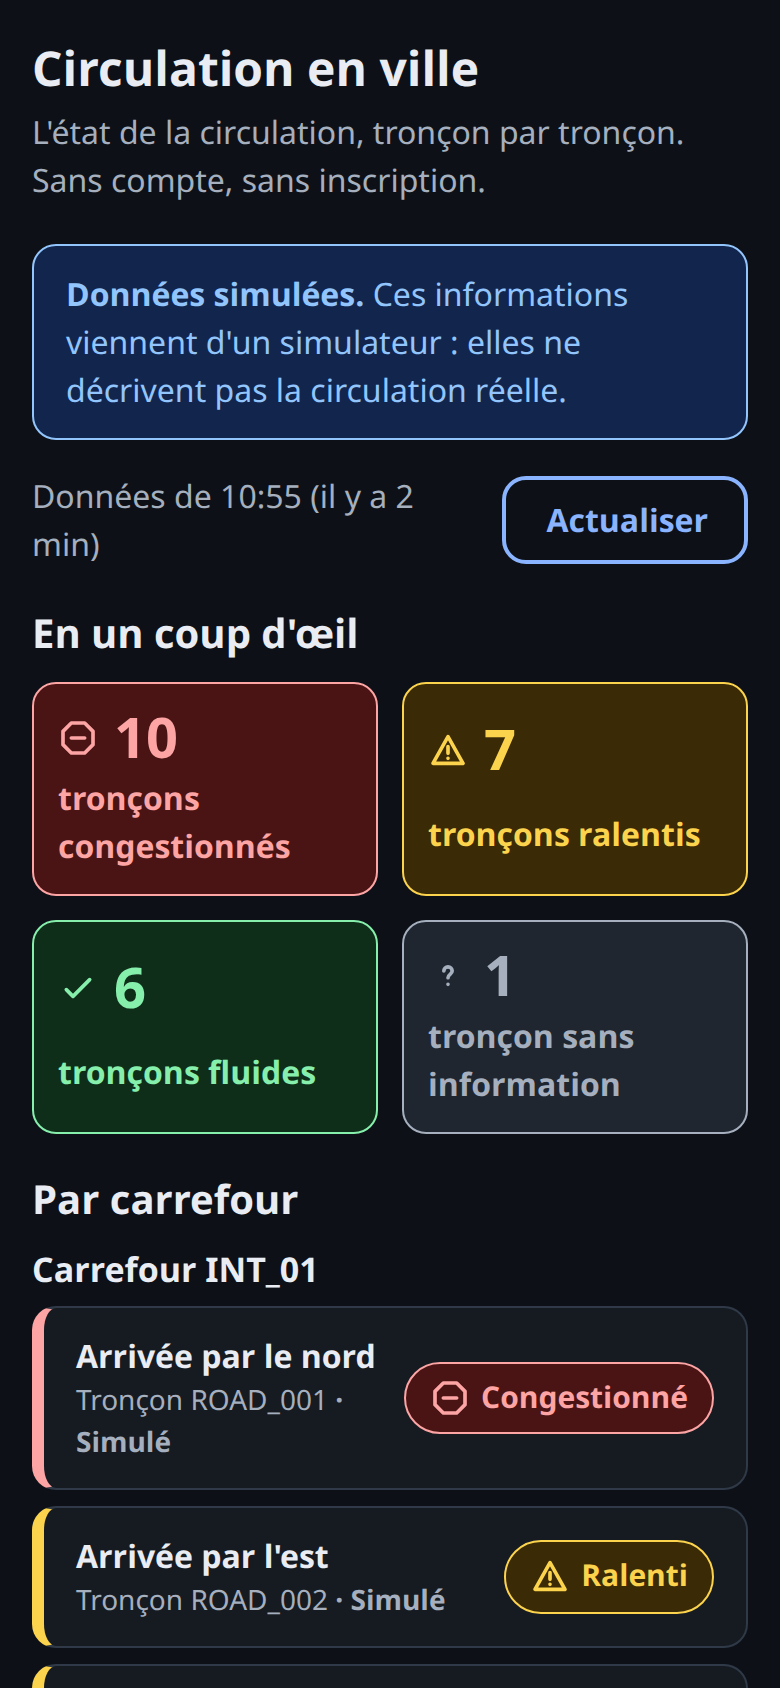 Circulation en ville
L'état de la circulation, tronçon par tronçon.
Sans compte, sans inscription.
Données simulées. Ces informations
viennent d'un simulateur : elles ne
décrivent pas la circulation réelle.
Données de 10:55 (il y a 2
min)
Actualiser
En un coup d'œil
10
tronçons
congestionnés
7
tronçons ralentis
6
tronçons fluides
? 1
tronçon sans
information
Par carrefour
Carrefour INT_01
Arrivée par le nord
Tronçon ROAD_001 ·
Simulé
Congestionné
Arrivée par l'est
Tronçon ROAD_002 · Simulé
Ralenti